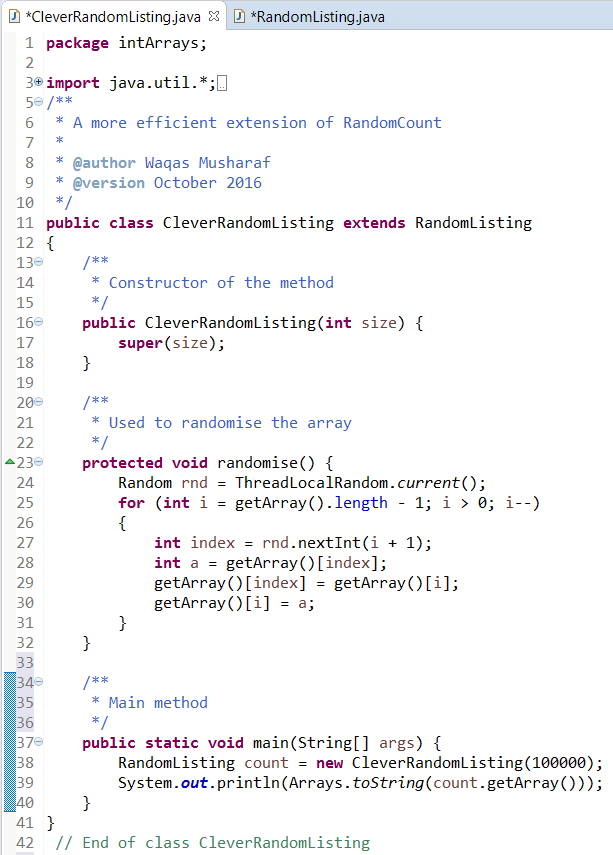 *CleverRandomListing.java *RandomListing.java
1 package intArrays;
2
3 import java.util.*;
5 /**
6  * A more efficient extension of RandomCount
7  *
8  * @author Waqas Musharaf
9  * @version October 2016
10  */
11 public class CleverRandomListing extends RandomListing
12 {
13     /**
14      * Constructor of the method
15      */
16     public CleverRandomListing(int size) {
17         super(size);
18     }
19
20     /**
21      * Used to randomise the array
22      */
23     protected void randomise() {
24         Random rnd = ThreadLocalRandom.current();
25         for (int i = getArray().length - 1; i > 0; i--)
26         {
27             int index = rnd.nextInt(i + 1);
28             int a = getArray()[index];
29             getArray()[index] = getArray()[i];
30             getArray()[i] = a;
31         }
32     }
33
34     /**
35      * Main method
36      */
37     public static void main(String[] args) {
38         RandomListing count = new CleverRandomListing(100000);
39         System.out.println(Arrays.toString(count.getArray()));
40     }
41 }
42  // End of class CleverRandomListing